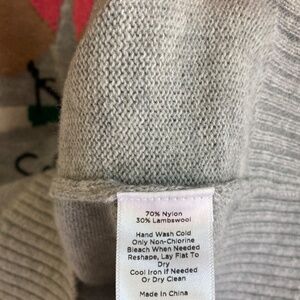 70% Nylon
30% Lambswool
Hand Wash Cold
Only Non-Chlorine
Bleach When Needed
Reshape, Lay Flat To
Dry
Cool Iron if Needed
Or Dry Clean
Made In China